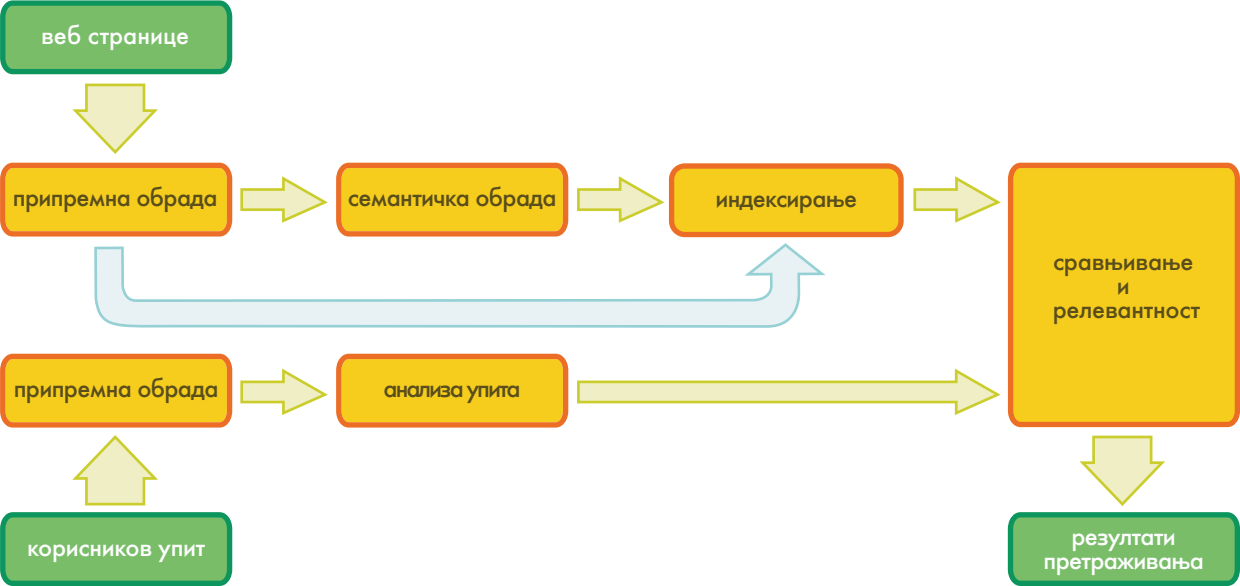 веб странице
припремна обрада
семантичка обрада
индексирање
сравњивање
и
релевантност
припремна обрада
анализа упита
корисников упит
резултати
претраживања